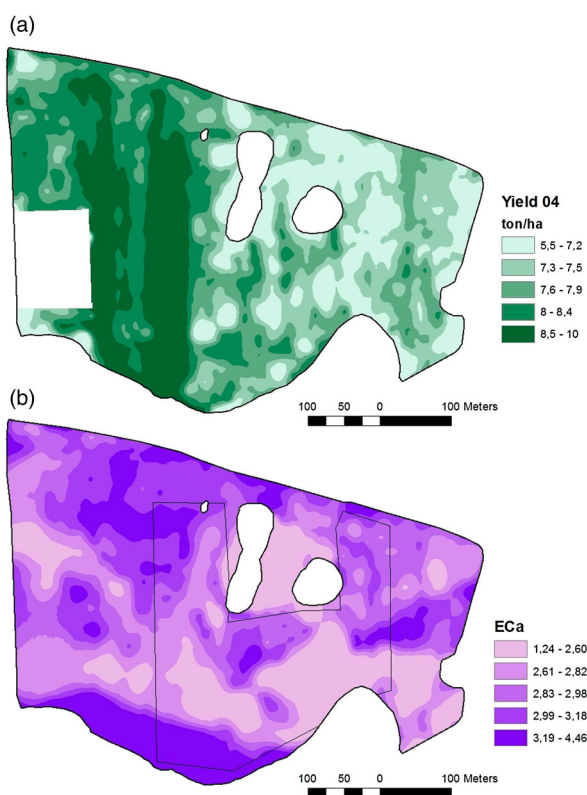 (a)
Yield 04
ton/ha
5,5 - 7,2
7,3 - 7,5
7,6 - 7,9
8 - 8,4
8,5 - 10
100 50 0 100 Meters
(b)
ECa
1,24 - 2,60
2,61 - 2,82
2,83 - 2,98
2,99 - 3,18
3,19 - 4,46
100 50 0 100 Meters